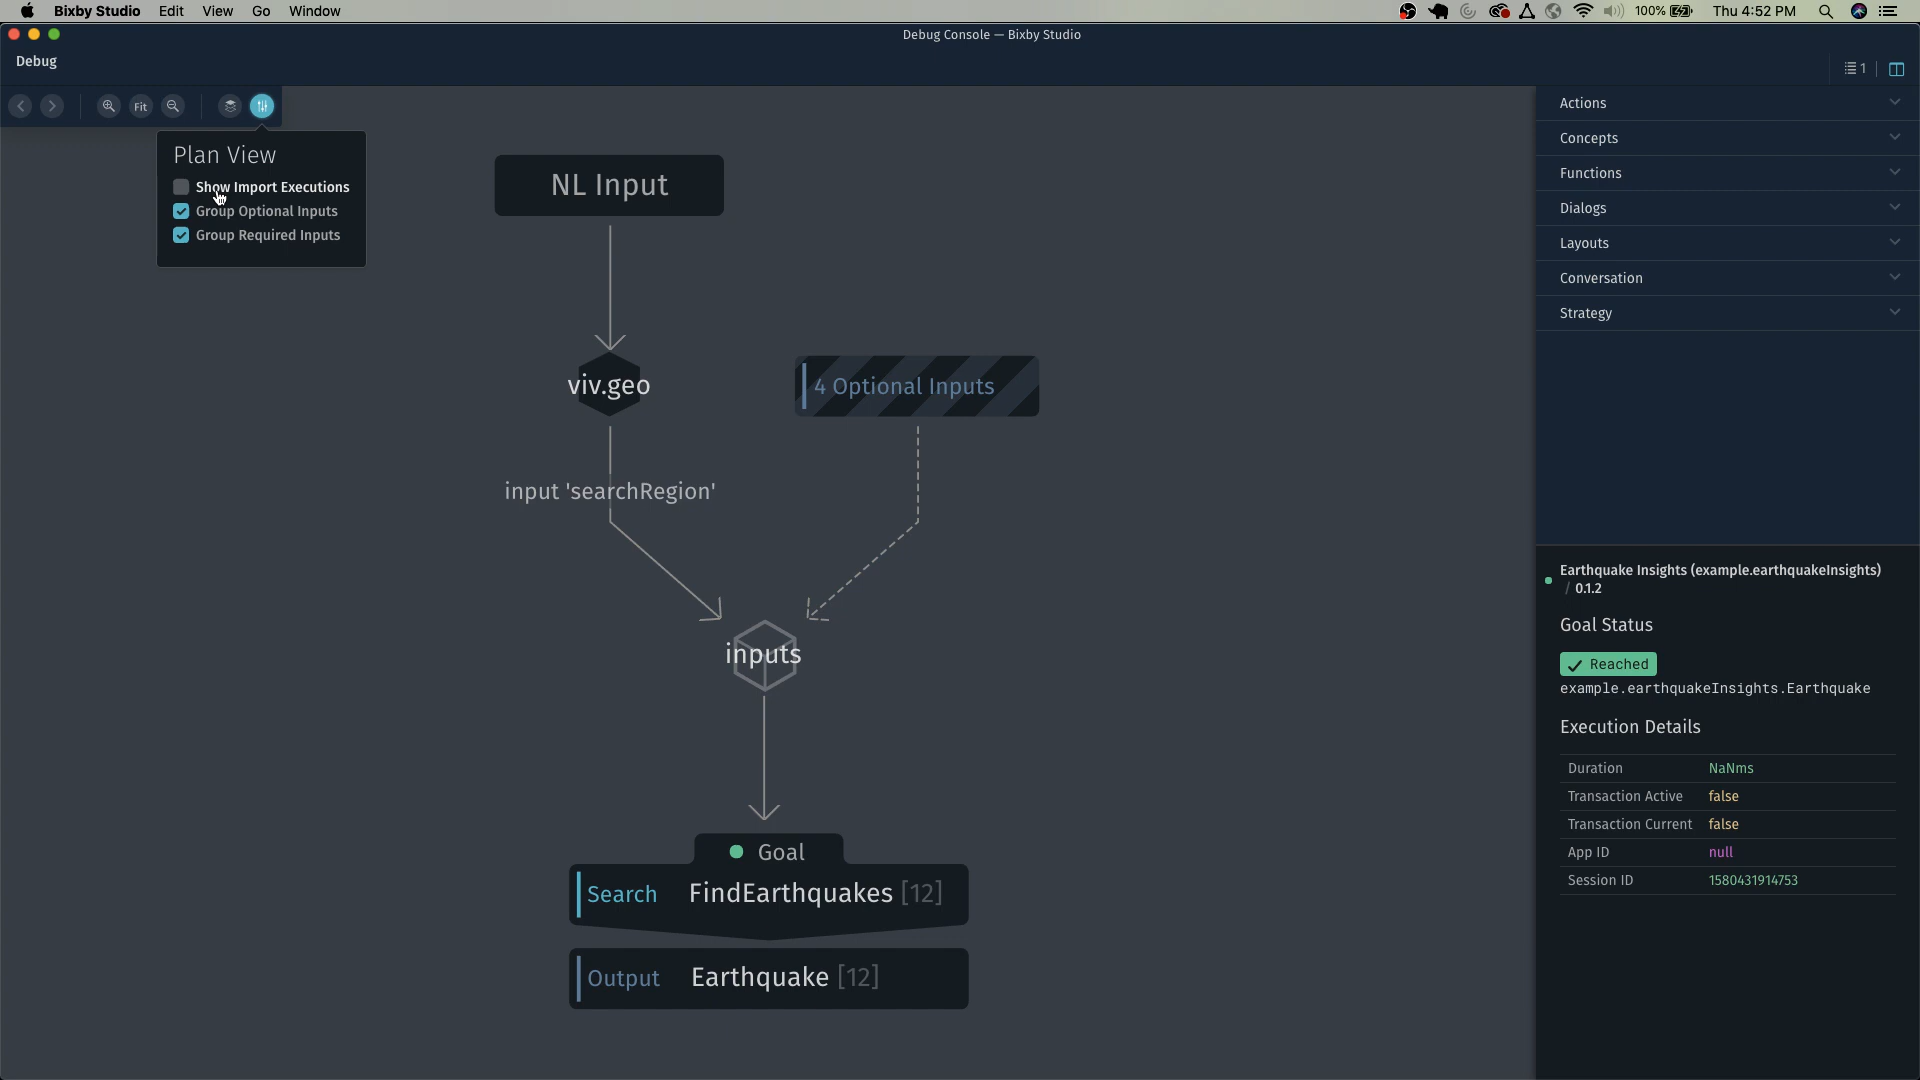 Bixby Studio Edit View Go Window
100% Thu 4:52 PM
Debug Console — Bixby Studio
Debug
1
Fit
Plan View
Show Import Executions
Group Optional Inputs
Group Required Inputs
NL Input
viv.geo
4 Optional Inputs
input 'searchRegion'
inputs
Goal
Search FindEarthquakes [12]
Output Earthquake [12]
Actions
Concepts
Functions
Dialogs
Layouts
Conversation
Strategy
Earthquake Insights (example.earthquakeInsights)
/ 0.1.2
Goal Status
Reached
example.earthquakeInsights.Earthquake
Execution Details
Duration NaNms
Transaction Active false
Transaction Current false
App ID null
Session ID 1580431914753